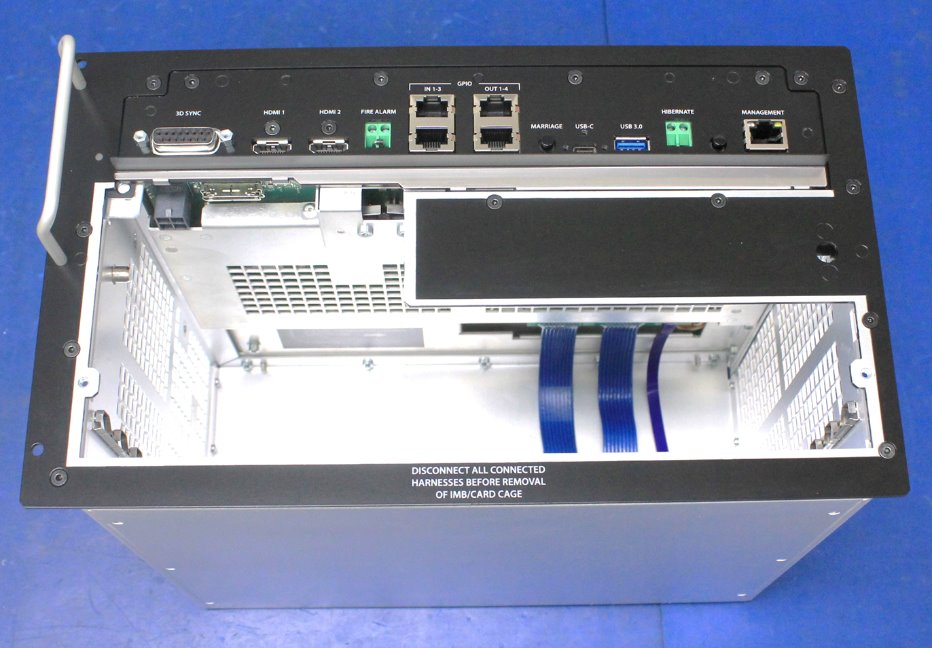 GPIO
IN 1-3
OUT 1-4
3D SYNC
HDMI 1
HDMI 2
FIRE ALARM
MARRIAGE
USB-C
USB 3.0
HIBERNATE
MANAGEMENT
DISCONNECT ALL CONNECTED
HARNESSES BEFORE REMOVAL
OF IMB/CARD CAGE